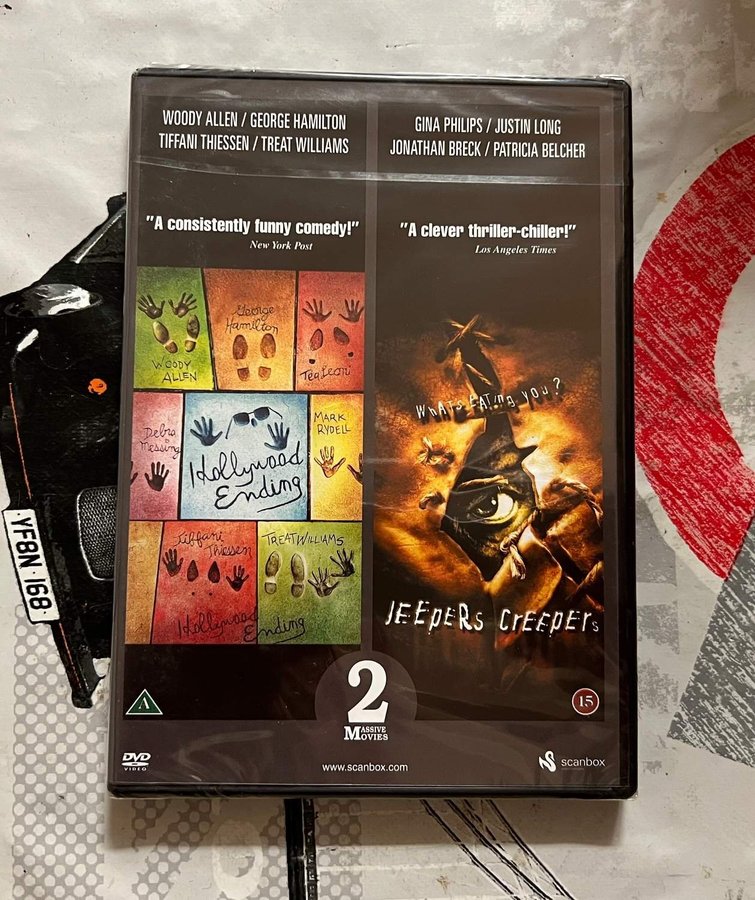 WOODY ALLEN / GEORGE HAMILTON
TIFFANI THIESSEN / TREAT WILLIAMS
"A consistently funny comedy!"
New York Post
WOODY ALLEN
George Hamilton
Téa Leoni
Debra Messing
Hollywood
Ending
MARK
RYDELL
Tiffani
Thiessen
TREAT WILLIAMS
Hollywood Ending
A
GINA PHILIPS / JUSTIN LONG
JONATHAN BRECK / PATRICIA BELCHER
"A clever thriller-chiller!"
Los Angeles Times
WHAT'S EATING YOU?
JEEPERS CREEPERS
15
2
MASSIVE
MOVIES
DVD
VIDEO
www.scanbox.com
scanbox
YF8N 168